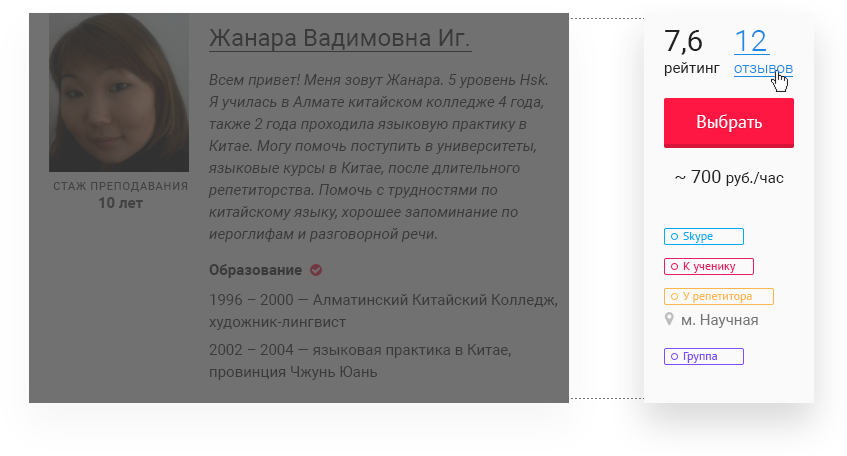 Жанара Вадимовна Иг.
Всем привет! Меня зовут Жанара. 5 уровень Hsk.
Я училась в Алмате китайском колледже 4 года,
также 2 года проходила языковую практику в
Китае. Могу помочь поступить в университеты,
языковые курсы в Китае, после длительного
репетиторства. Помочь с трудностями по
китайскому языку, хорошее запоминание по
иероглифам и разговорной речи.
СТАЖ ПРЕПОДАВАНИЯ
10 лет
Образование
1996 – 2000 — Алматинский Китайский Колледж,
художник-лингвист
2002 – 2004 — языковая практика в Китае,
провинция Чжунь Юань
7,6
рейтинг
12
отзывов
Выбрать
~ 700 руб./час
Skype
К ученику
У репетитора
м. Научная
Группа